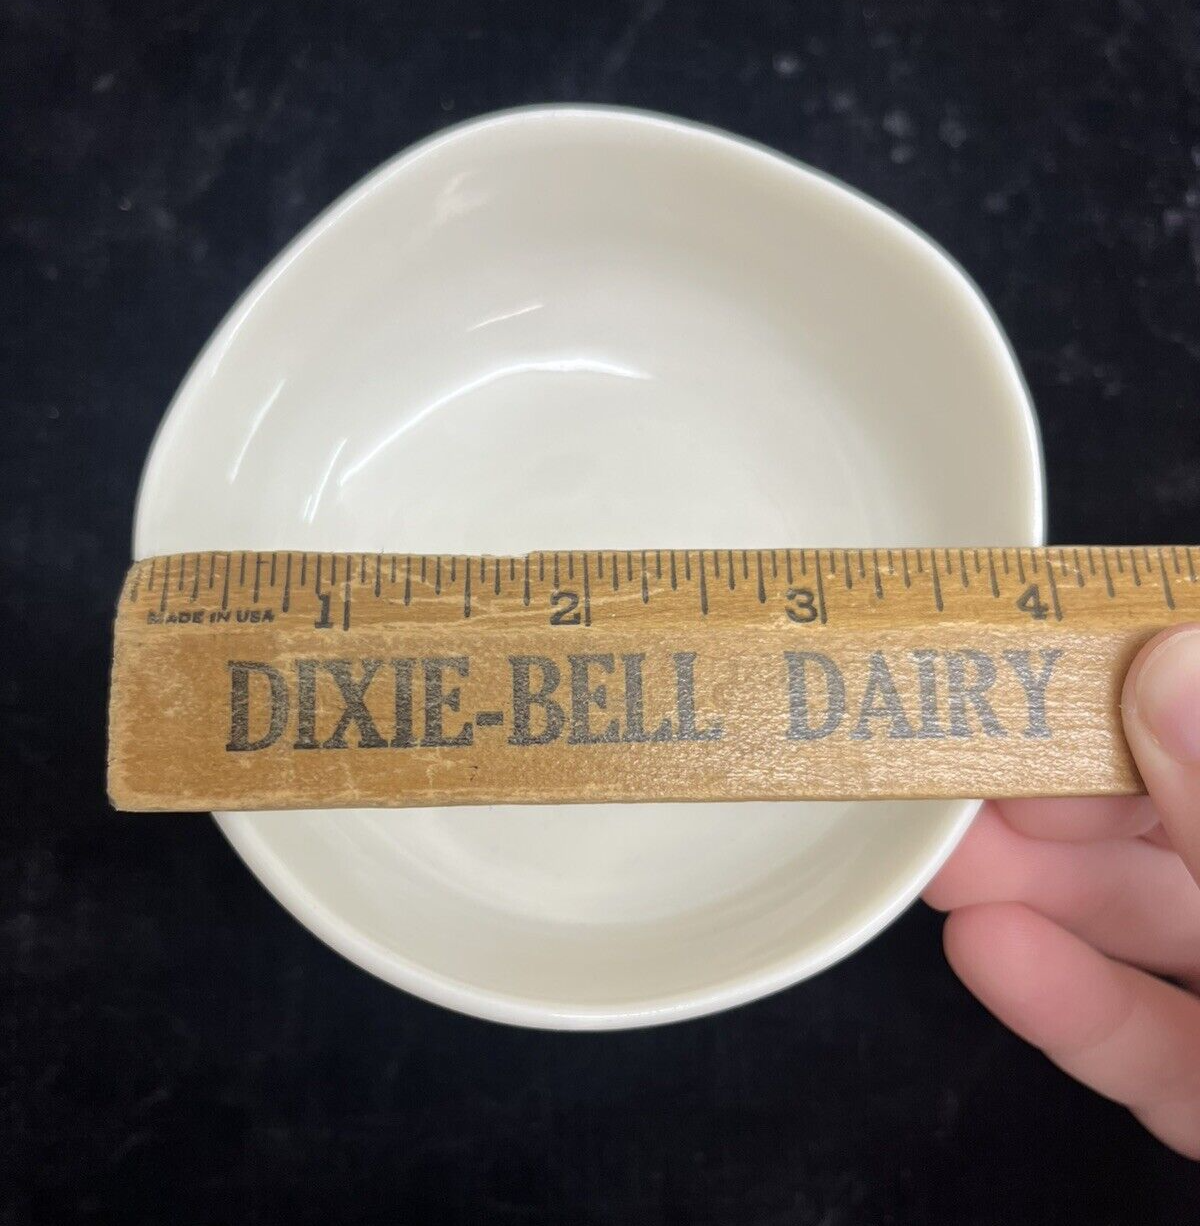 1 2 3 4
MADE IN USA
DIXIE-BELL DAIRY